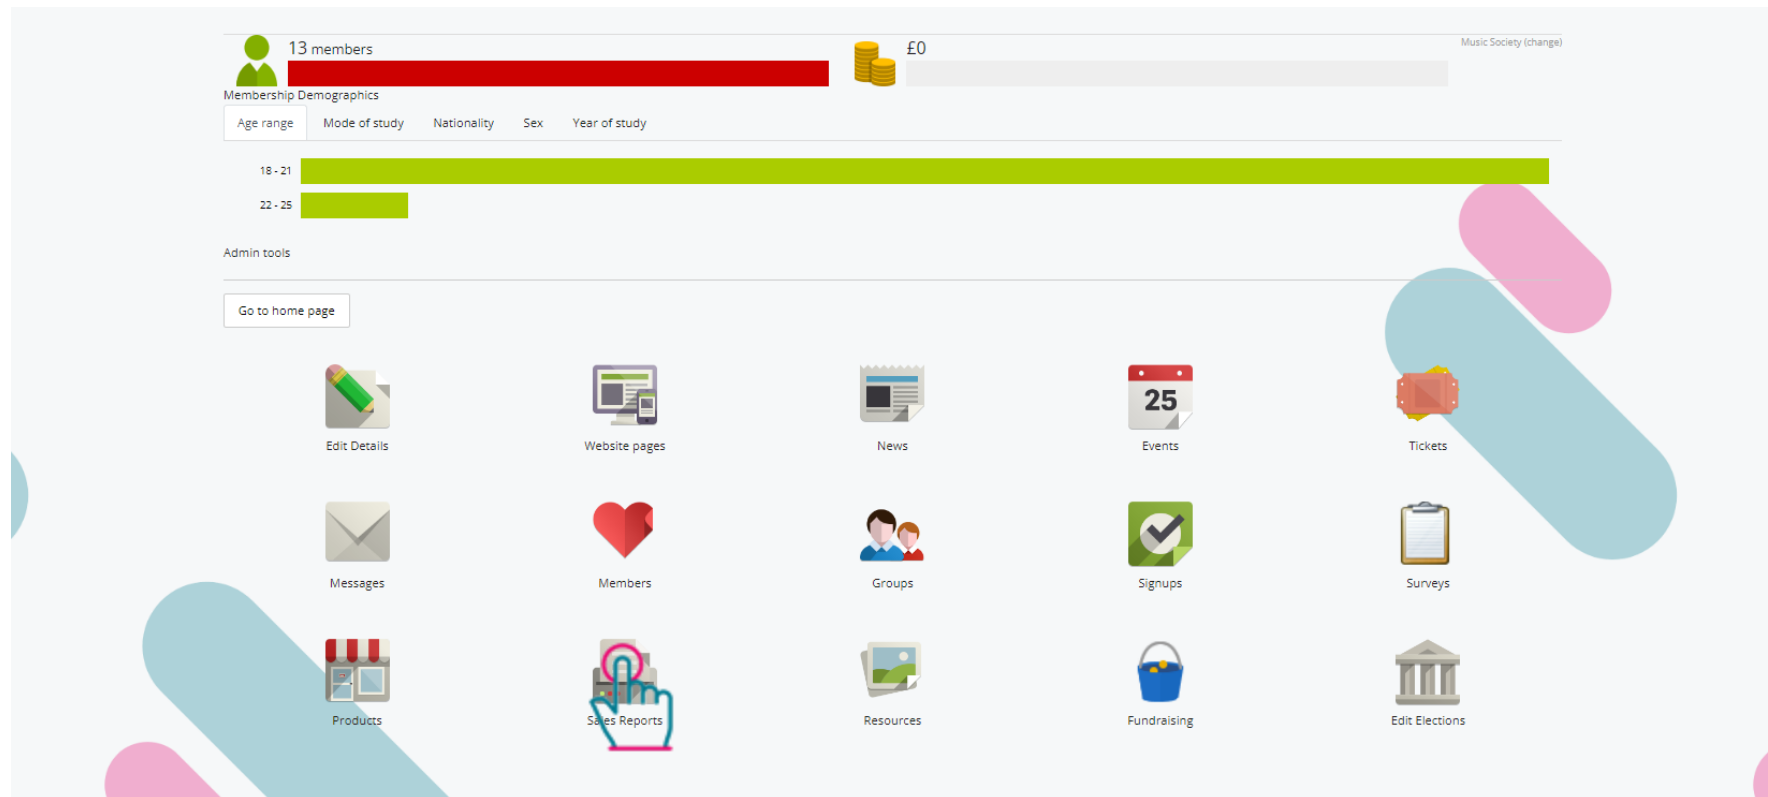 13 members
£0
Music Society (change)
Membership Demographics
Age range Mode of study Nationality Sex Year of study
18 - 21
22 - 25
Admin tools
Go to home page
25
Edit Details Website pages News Events Tickets
Messages Members Groups Signups Surveys
Products Sales Reports Resources Fundraising Edit Elections